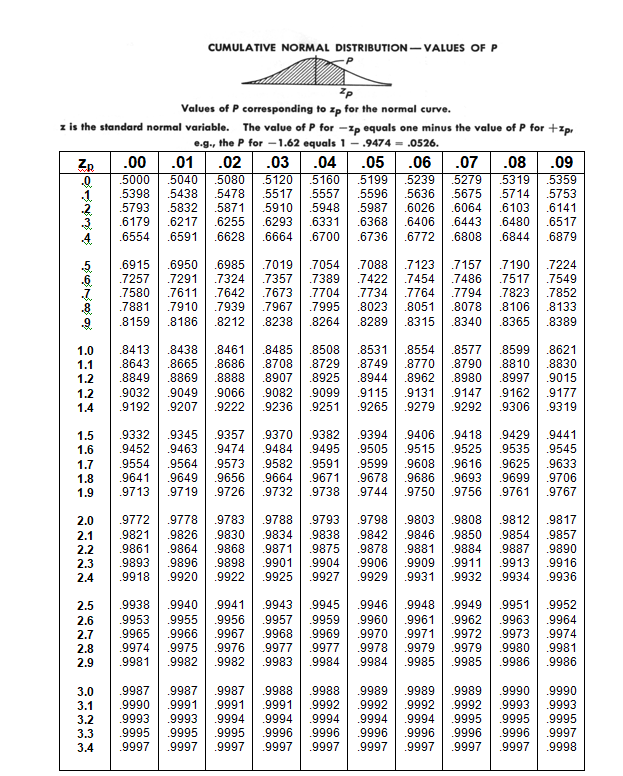 CUMULATIVE NORMAL DISTRIBUTION—VALUES OF P
P
zp
Values of P corresponding to zp for the normal curve.
z is the standard normal variable. The value of P for −zp equals one minus the value of P for +zp,
e.g., the P for −1.62 equals 1 − .9474 = .0526.
zp .00 .01 .02 .03 .04 .05 .06 .07 .08 .09
.0 .5000 .5040 .5080 .5120 .5160 .5199 .5239 .5279 .5319 .5359
.1 .5398 .5438 .5478 .5517 .5557 .5596 .5636 .5675 .5714 .5753
.2 .5793 .5832 .5871 .5910 .5948 .5987 .6026 .6064 .6103 .6141
.3 .6179 .6217 .6255 .6293 .6331 .6368 .6406 .6443 .6480 .6517
.4 .6554 .6591 .6628 .6664 .6700 .6736 .6772 .6808 .6844 .6879
.5 .6915 .6950 .6985 .7019 .7054 .7088 .7123 .7157 .7190 .7224
.6 .7257 .7291 .7324 .7357 .7389 .7422 .7454 .7486 .7517 .7549
.7 .7580 .7611 .7642 .7673 .7704 .7734 .7764 .7794 .7823 .7852
.8 .7881 .7910 .7939 .7967 .7995 .8023 .8051 .8078 .8106 .8133
.9 .8159 .8186 .8212 .8238 .8264 .8289 .8315 .8340 .8365 .8389
1.0 .8413 .8438 .8461 .8485 .8508 .8531 .8554 .8577 .8599 .8621
1.1 .8643 .8665 .8686 .8708 .8729 .8749 .8770 .8790 .8810 .8830
1.2 .8849 .8869 .8888 .8907 .8925 .8944 .8962 .8980 .8997 .9015
1.2 .9032 .9049 .9066 .9082 .9099 .9115 .9131 .9147 .9162 .9177
1.4 .9192 .9207 .9222 .9236 .9251 .9265 .9279 .9292 .9306 .9319
1.5 .9332 .9345 .9357 .9370 .9382 .9394 .9406 .9418 .9429 .9441
1.6 .9452 .9463 .9474 .9484 .9495 .9505 .9515 .9525 .9535 .9545
1.7 .9554 .9564 .9573 .9582 .9591 .9599 .9608 .9616 .9625 .9633
1.8 .9641 .9649 .9656 .9664 .9671 .9678 .9686 .9693 .9699 .9706
1.9 .9713 .9719 .9726 .9732 .9738 .9744 .9750 .9756 .9761 .9767
2.0 .9772 .9778 .9783 .9788 .9793 .9798 .9803 .9808 .9812 .9817
2.1 .9821 .9826 .9830 .9834 .9838 .9842 .9846 .9850 .9854 .9857
2.2 .9861 .9864 .9868 .9871 .9875 .9878 .9881 .9884 .9887 .9890
2.3 .9893 .9896 .9898 .9901 .9904 .9906 .9909 .9911 .9913 .9916
2.4 .9918 .9920 .9922 .9925 .9927 .9929 .9931 .9932 .9934 .9936
2.5 .9938 .9940 .9941 .9943 .9945 .9946 .9948 .9949 .9951 .9952
2.6 .9953 .9955 .9956 .9957 .9959 .9960 .9961 .9962 .9963 .9964
2.7 .9965 .9966 .9967 .9968 .9969 .9970 .9971 .9972 .9973 .9974
2.8 .9974 .9975 .9976 .9977 .9977 .9978 .9979 .9979 .9980 .9981
2.9 .9981 .9982 .9982 .9983 .9984 .9984 .9985 .9985 .9986 .9986
3.0 .9987 .9987 .9987 .9988 .9988 .9989 .9989 .9989 .9990 .9990
3.1 .9990 .9991 .9991 .9991 .9992 .9992 .9992 .9992 .9993 .9993
3.2 .9993 .9993 .9994 .9994 .9994 .9994 .9994 .9995 .9995 .9995
3.3 .9995 .9995 .9995 .9996 .9996 .9996 .9996 .9996 .9996 .9997
3.4 .9997 .9997 .9997 .9997 .9997 .9997 .9997 .9997 .9997 .9998